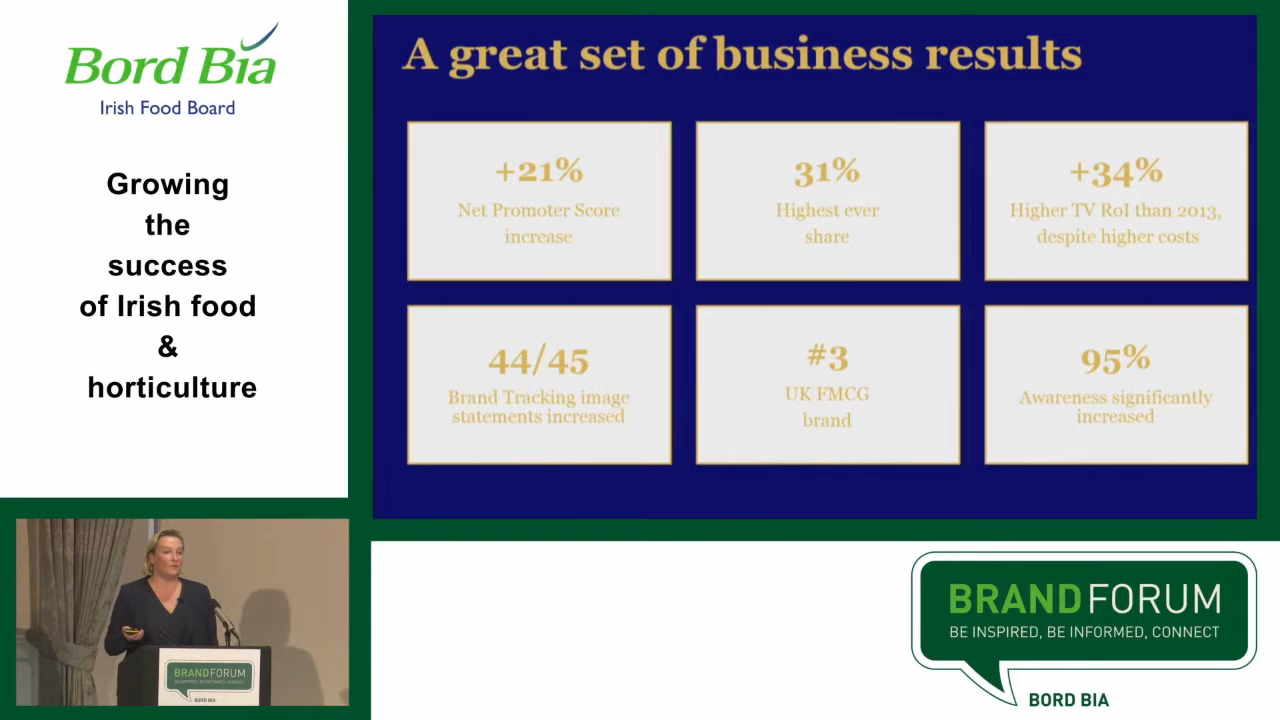 Bord Bia
Irish Food Board
Growing
the
success
of Irish food
&
horticulture
A great set of business results
+21%
Net Promoter Score
increase
31%
Highest ever
share
+34%
Higher TV RoI than 2013,
despite higher costs
44/45
Brand Tracking image
statements increased
#3
UK FMCG
brand
95%
Awareness significantly
increased
BRANDFORUM
BORD BIA
BRANDFORUM
BE INSPIRED, BE INFORMED, CONNECT
BORD BIA